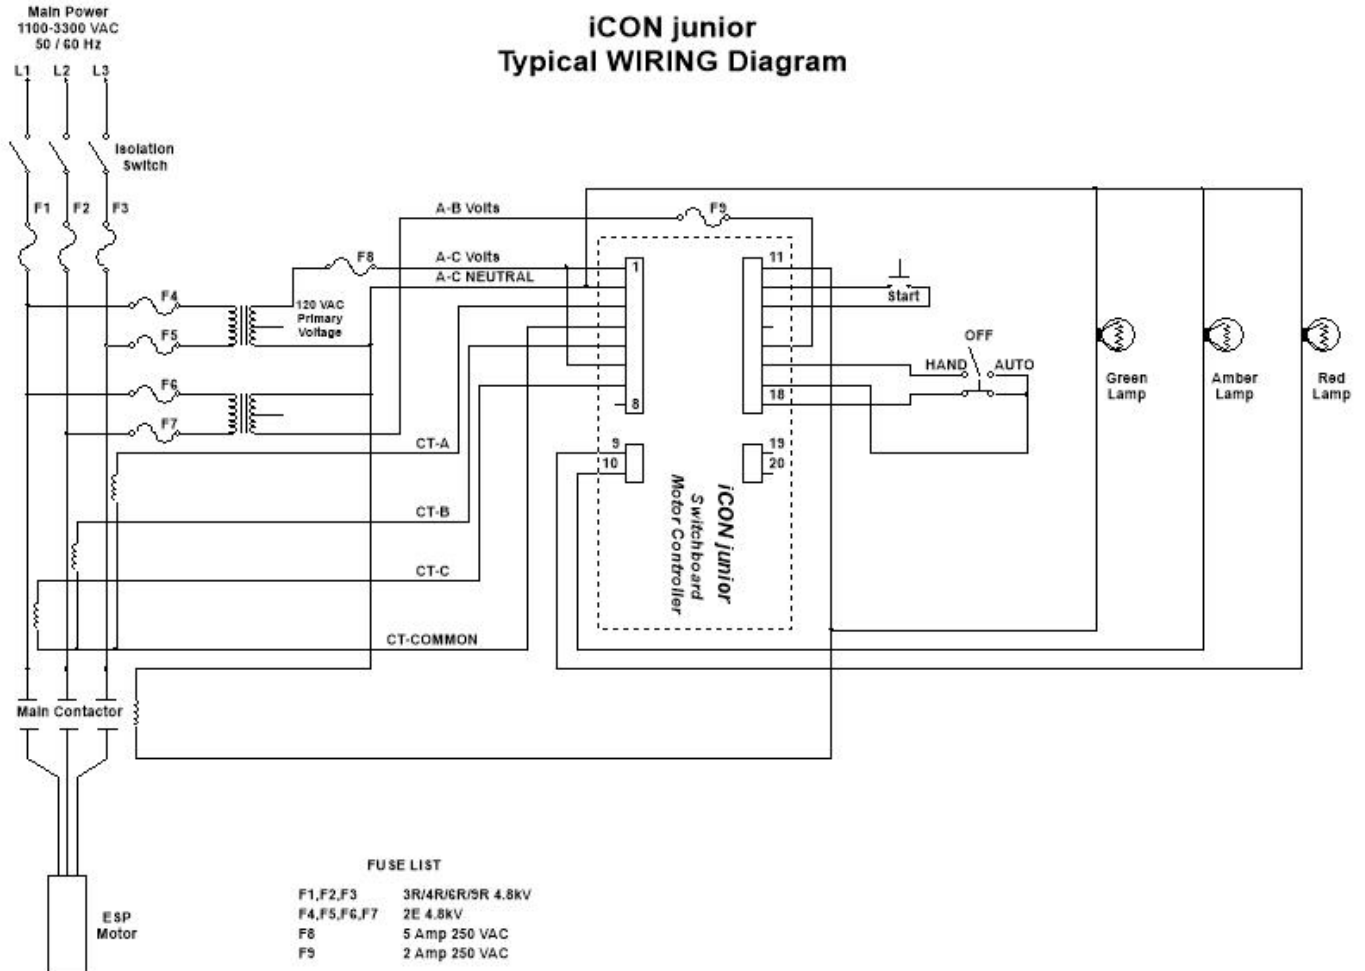 Main Power
1100-3300 VAC
50 / 60 Hz
iCON junior
Typical WIRING Diagram
L1 L2 L3
Isolation
Switch
F1 F2 F3
A-B Volts
F9
F8
A-C Volts
A-C NEUTRAL
1
11
Start
F4
120 VAC
Primary
Voltage
F5
OFF
HAND AUTO
F6
8
18
F7
Green
Lamp
Amber
Lamp
Red
Lamp
CT-A
9
10
19
20
CT-B
CT-C
CT-COMMON
iCON junior
Switchboard
Motor Controller
Main Contactor
ESP
Motor
FUSE LIST
F1,F2,F3 3R/4R/6R/9R 4.8kV
F4,F5,F6,F7 2E 4.8kV
F8 5 Amp 250 VAC
F9 2 Amp 250 VAC